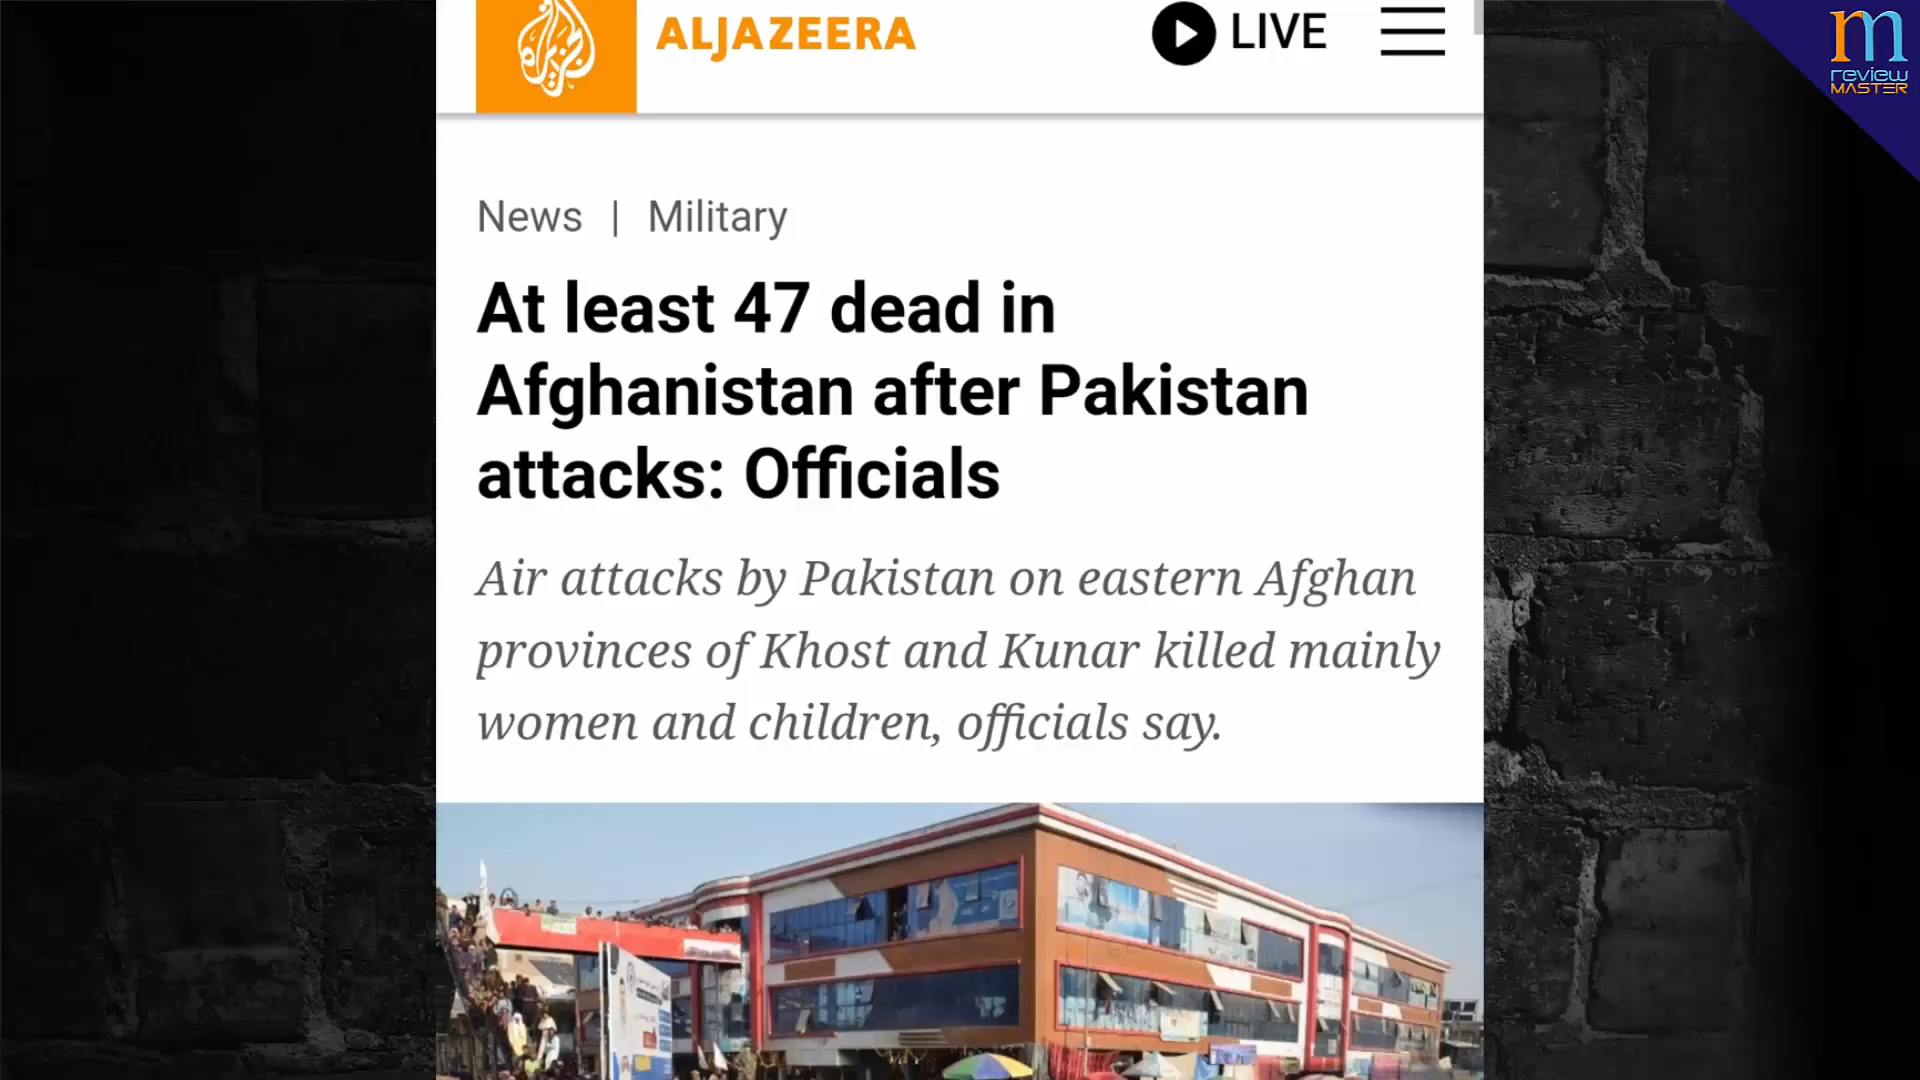 ALJAZEERA
LIVE
m
review
MASTER
News | Military
At least 47 dead in
Afghanistan after Pakistan
attacks: Officials
Air attacks by Pakistan on eastern Afghan
provinces of Khost and Kunar killed mainly
women and children, officials say.